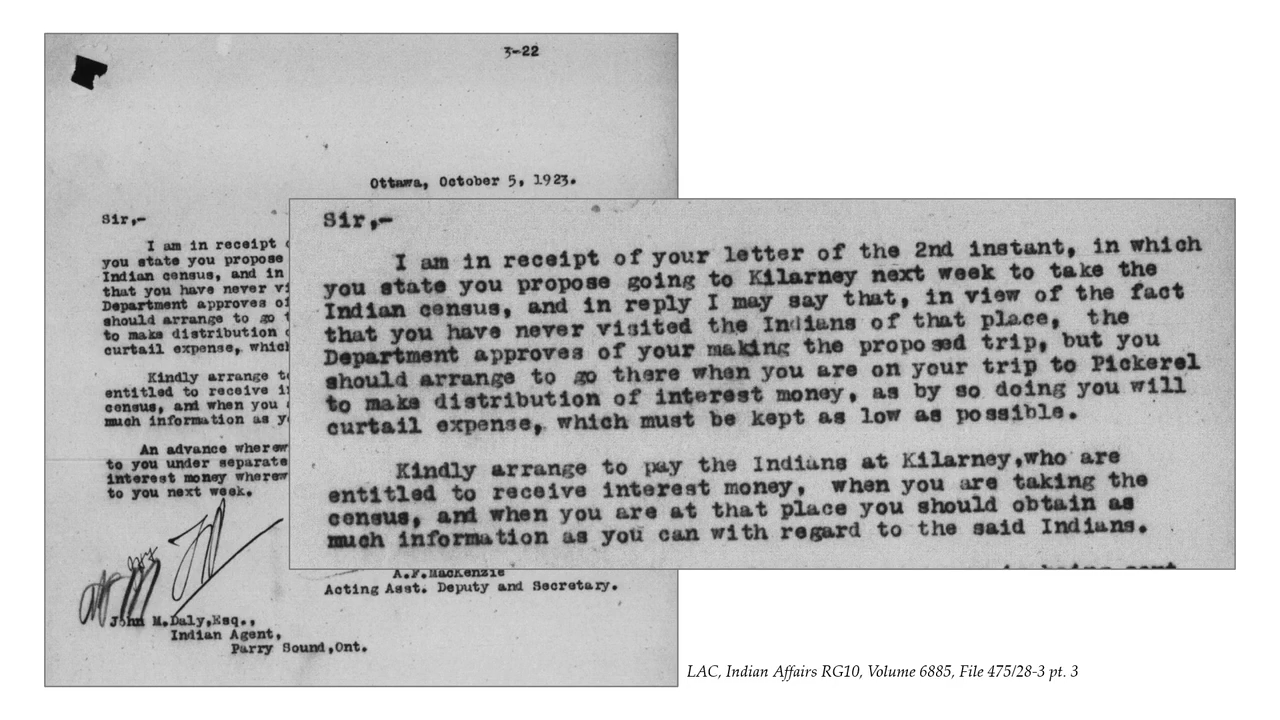 3-22
Ottawa, October 5, 1923.
Sir,-
I am in receipt
you state you propose
Indian census, and in
that you have never vi
Department approves of
should arrange to go t
to make distribution
curtail expense, which
Kindly arrange to
entitled to receive i
census, and when you
much information as y
An advance wherew
to you under separate
interest money wherew
to you next week.
A.F.MacKenzie
Acting Asst. Deputy and Secretary.
John M.Daly,Esq.,
Indian Agent,
Parry Sound,Ont.
Sir,-
I am in receipt of your letter of the 2nd instant, in which
you state you propose going to Kilarney next week to take the
Indian census, and in reply I may say that, in view of the fact
that you have never visited the Indians of that place, the
Department approves of your making the proposed trip, but you
should arrange to go there when you are on your trip to Pickerel
to make distribution of interest money, as by so doing you will
curtail expense, which must be kept as low as possible.
Kindly arrange to pay the Indians at Kilarney,who are
entitled to receive interest money, when you are taking the
census, and when you are at that place you should obtain as
much information as you can with regard to the said Indians.
LAC, Indian Affairs RG10, Volume 6885, File 475/28-3 pt. 3